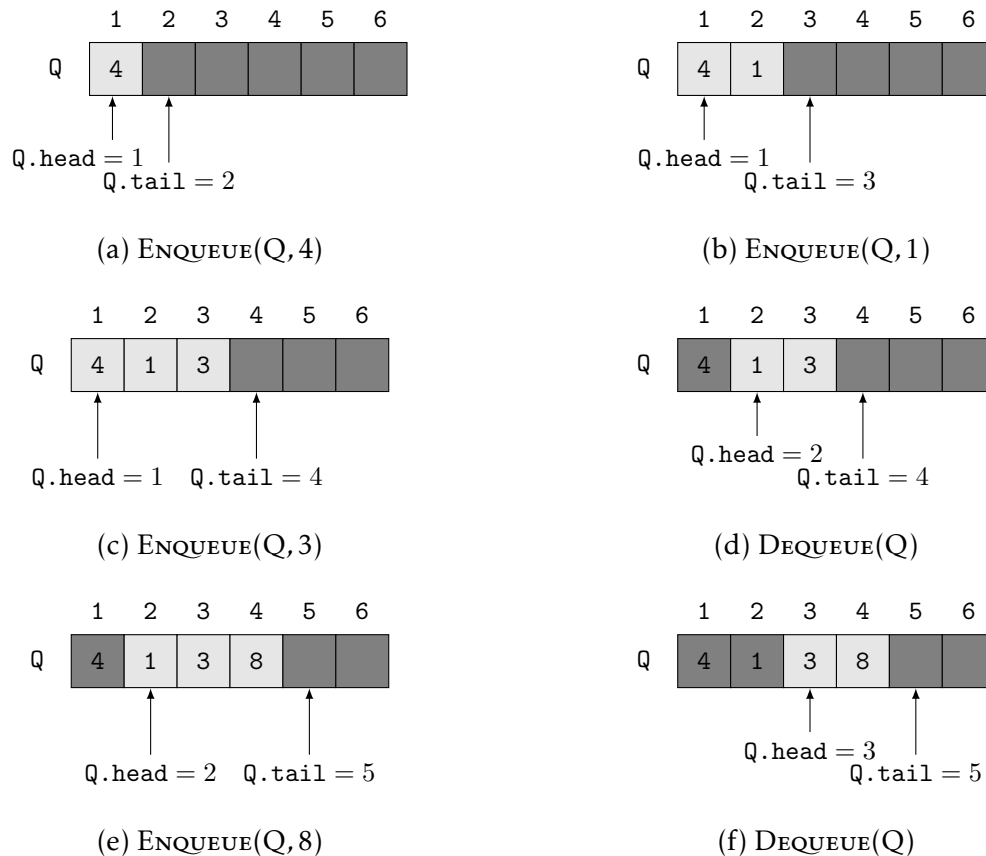 1 2 3 4 5 6
Q 4
Q.head = 1
Q.tail = 2
(a) ENQUEUE(Q, 4)
1 2 3 4 5 6
Q 4 1
Q.head = 1
Q.tail = 3
(b) ENQUEUE(Q, 1)
1 2 3 4 5 6
Q 4 1 3
Q.head = 1 Q.tail = 4
(c) ENQUEUE(Q, 3)
1 2 3 4 5 6
Q 4 1 3
Q.head = 2
Q.tail = 4
(d) DEQUEUE(Q)
1 2 3 4 5 6
Q 4 1 3 8
Q.head = 2 Q.tail = 5
(e) ENQUEUE(Q, 8)
1 2 3 4 5 6
Q 4 1 3 8
Q.head = 3
Q.tail = 5
(f) DEQUEUE(Q)